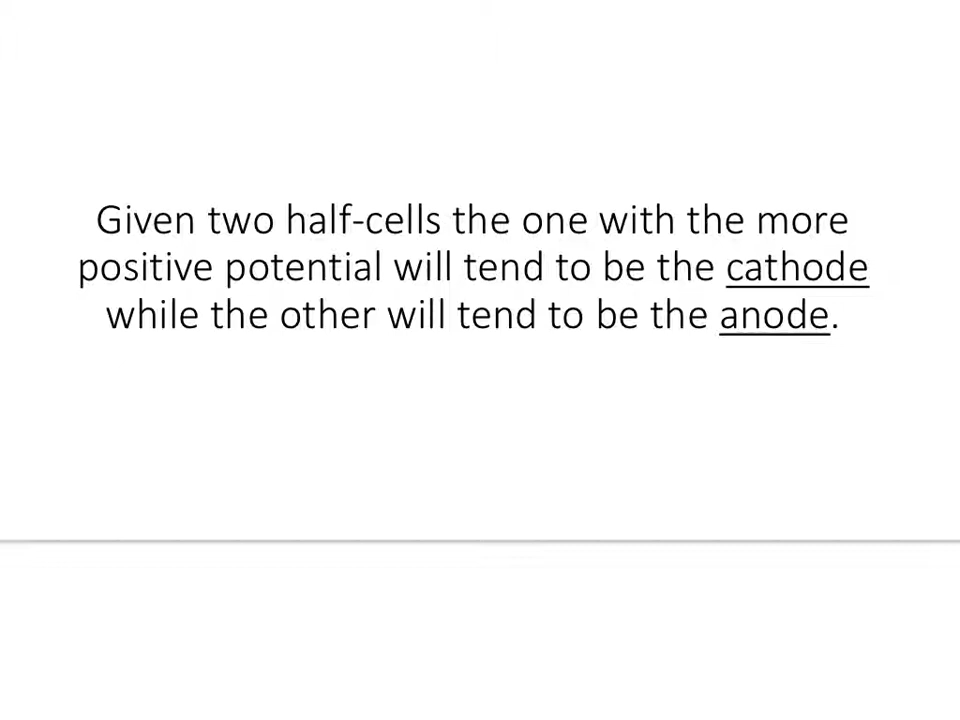 Given two half-cells the one with the more
positive potential will tend to be the cathode
while the other will tend to be the anode.